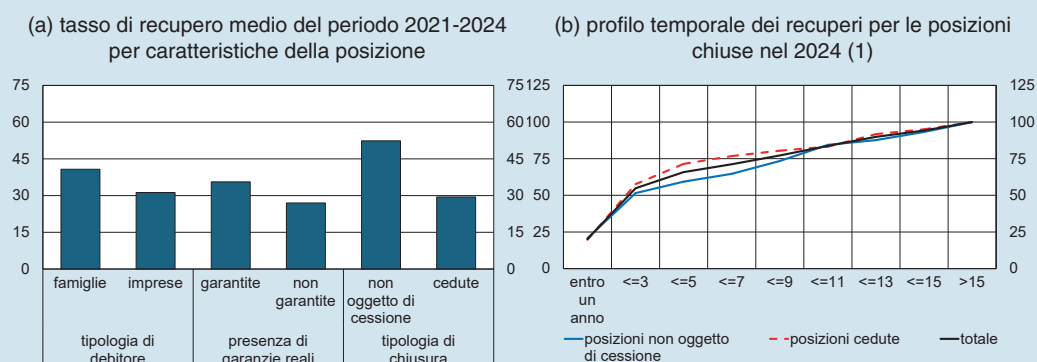 (a) tasso di recupero medio del periodo 2021-2024
per caratteristiche della posizione
75 75
60 60
45 45
30 30
15 15
0 0
famiglie imprese garantite non
garantite non
oggetto di
cessione cedute
tipologia di
debitore presenza di
garanzie reali tipologia di
chiusura
(b) profilo temporale dei recuperi per le posizioni
chiuse nel 2024 (1)
125 125
100 100
75 75
50 50
25 25
0 0
entro
un
anno <=3 <=5 <=7 <=9 <=11 <=13 <=15 >15
posizioni non oggetto
di cessione posizioni cedute totale